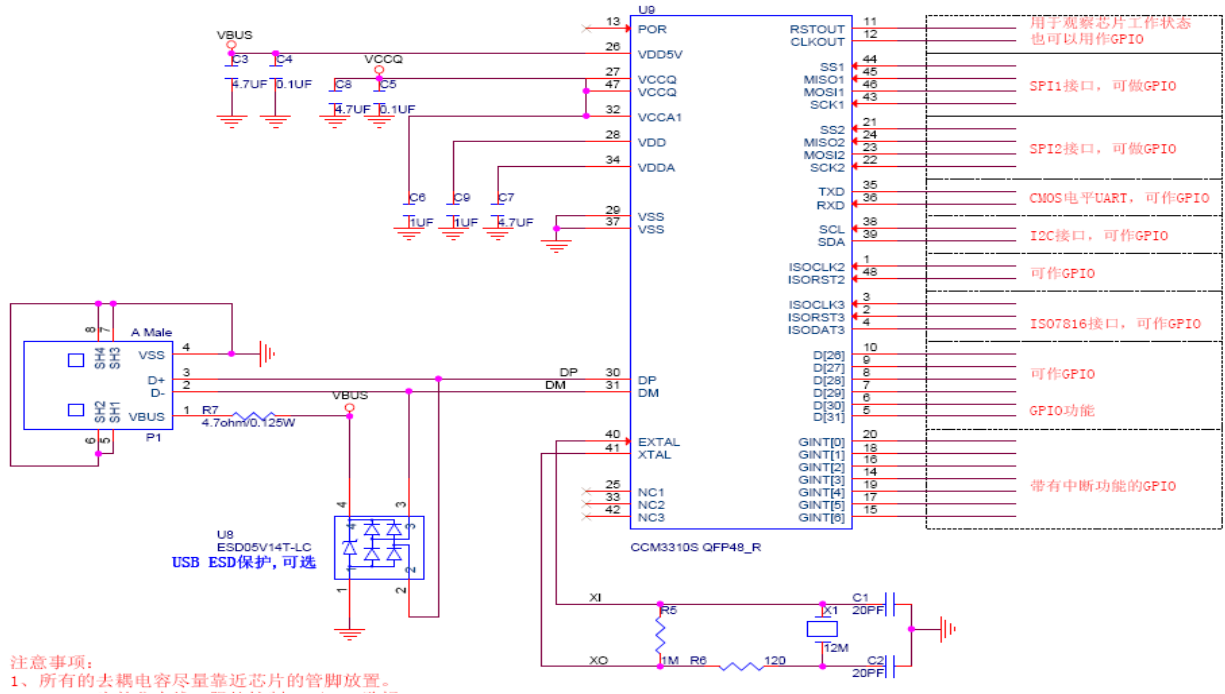 U9
13 POR
RSTOUT 11
CLKOUT 12
用于观察芯片工作状态
也可以用作GPIO
VBUS
26 VDD5V
C3
4.7UF
C4
0.1UF
VCCQ
27 VCCQ
47 VCCQ
C8
4.7UF
C5
0.1UF
32 VCCA1
28 VDD
34 VDDA
SS1 44
MISO1 45
MOSI1 46
SCK1 43
SPI1接口，可做GPIO
SS2 21
MISO2 24
MOSI2 23
SCK2 22
SPI2接口，可做GPIO
TXD 35
RXD 36
CMOS电平UART，可作GPIO
C6
1UF
C9
1UF
C7
4.7UF
29 VSS
37 VSS
SCL 38
SDA 39
I2C接口，可作GPIO
ISOCLK2 1
ISORST2 48
可作GPIO
ISOCLK3 3
ISORST3 2
ISODAT3 4
ISO7816接口，可作GPIO
A Male
8 SH4
7 SH3
VSS 4
D+ 3
D- 2
VBUS 1
SH2 6
SH1 5
P1
R7
4.7ohm/0.125W
VBUS
DP 30 DP
DM 31 DM
D[26] 10
D[27] 9
D[28] 8
D[29] 7
D[30] 6
D[31] 5
可作GPIO
GPIO功能
40 EXTAL
41 XTAL
GINT[0] 20
GINT[1] 18
GINT[2] 16
GINT[3] 14
GINT[4] 19
GINT[5] 17
GINT[6] 15
带有中断功能的GPIO
25 NC1
33 NC2
42 NC3
CCM3310S QFP48_R
4
3
4
3
U8
ESD05V14T-LC
USB ESD保护,可选
1
2
1
2
XI
XO
R5
1M
R6
120
X1
12M
C1
20PF
C2
20PF
注意事项：
1、所有的去耦电容尽量靠近芯片的管脚放置。